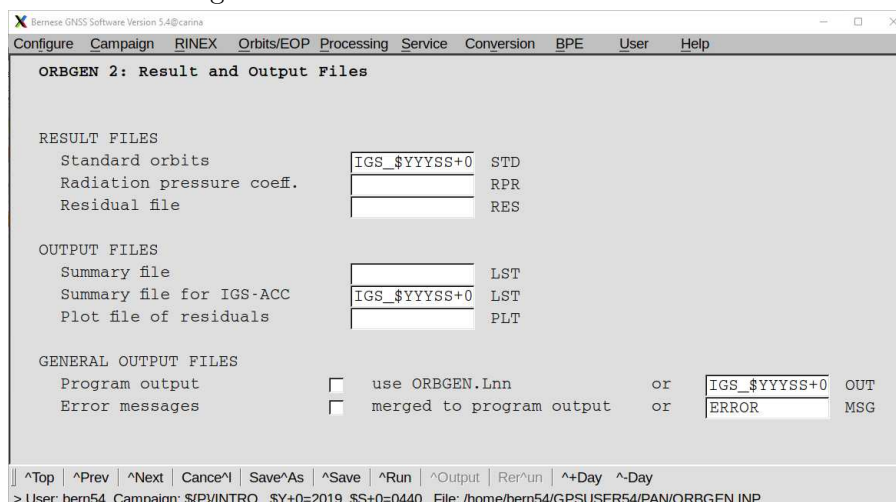 Bernese GNSS Software Version 5.4@carina
Configure Campaign RINEX Orbits/EOP Processing Service Conversion BPE User Help
ORBGEN 2: Result and Output Files
RESULT FILES
Standard orbits IGS_$YYYSS+0 STD
Radiation pressure coeff. RPR
Residual file RES
OUTPUT FILES
Summary file LST
Summary file for IGS-ACC IGS_$YYYSS+0 LST
Plot file of residuals PLT
GENERAL OUTPUT FILES
Program output use ORBGEN.Lnn or IGS_$YYYSS+0 OUT
Error messages merged to program output or ERROR MSG
^Top | ^Prev | ^Next | Cance^l | Save^As | ^Save | ^Run | ^Output | Rer^un | ^+Day ^-Day
> User: bern54 Campaign: ${P}/INTRO $Y+0=2019 $S+0=0440 File: /home/bern54/GPSUSER54/PAN/ORBGEN.INP